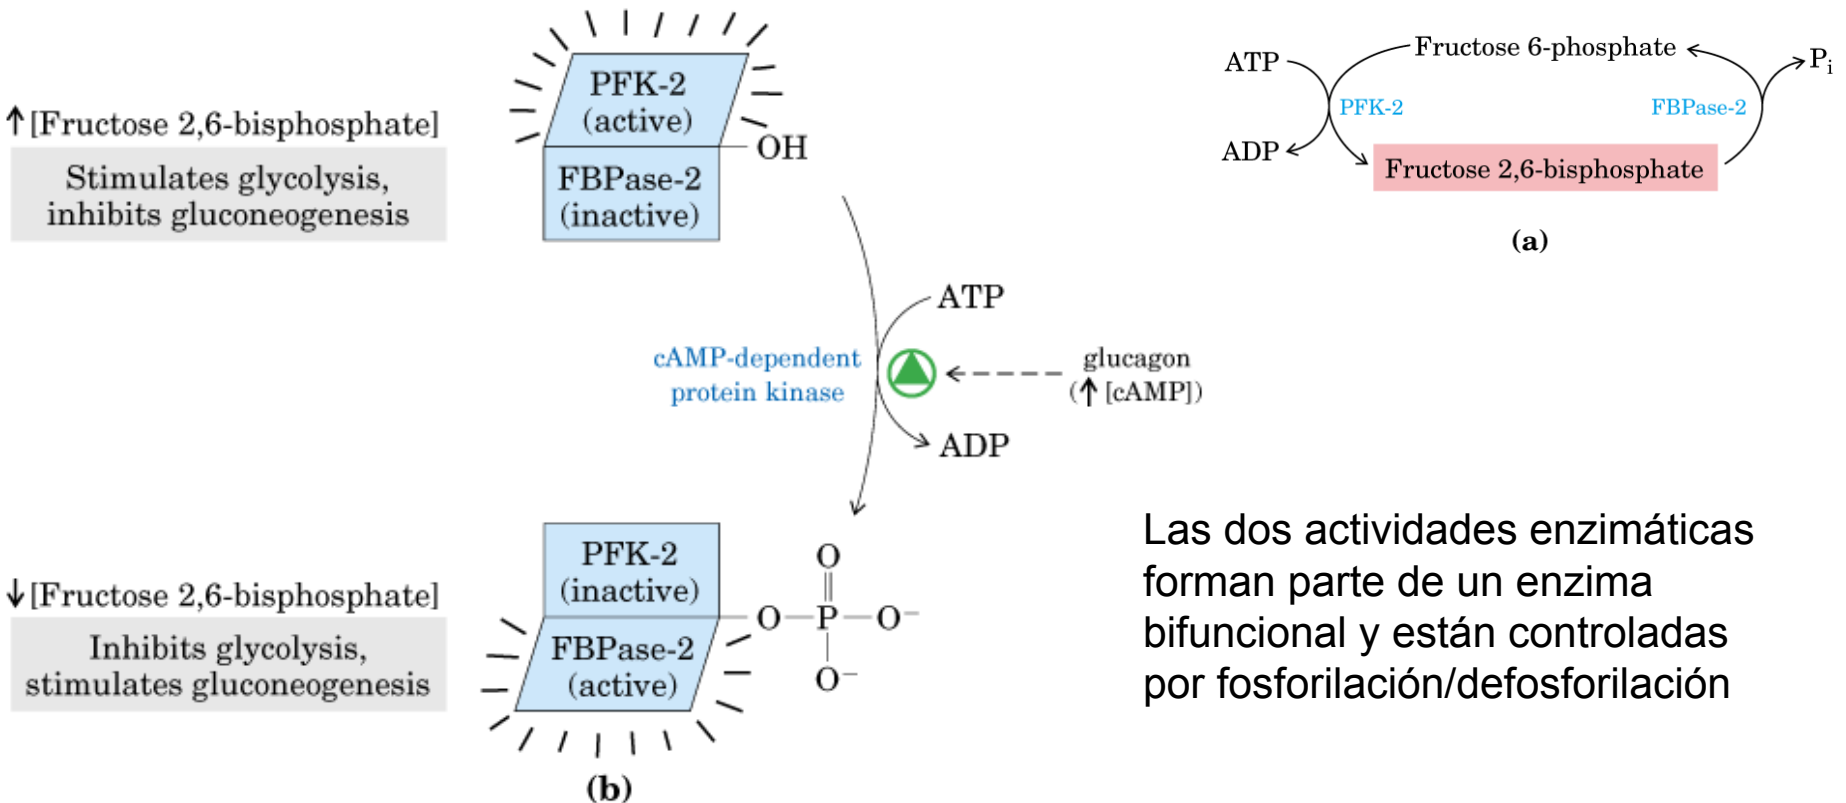 ↑[Fructose 2,6-bisphosphate]
Stimulates glycolysis,
inhibits gluconeogenesis
PFK-2
(active)
OH
FBPase-2
(inactive)
ATP
Fructose 6-phosphate
Pi
PFK-2
FBPase-2
ADP
Fructose 2,6-bisphosphate
(a)
ATP
cAMP-dependent
protein kinase
glucagon
(↑ [cAMP])
ADP
↓[Fructose 2,6-bisphosphate]
Inhibits glycolysis,
stimulates gluconeogenesis
PFK-2
(inactive)
FBPase-2
(active)
O
O—P—O⁻
O⁻
(b)
Las dos actividades enzimáticas
forman parte de un enzima
bifuncional y están controladas
por fosforilación/defosforilación